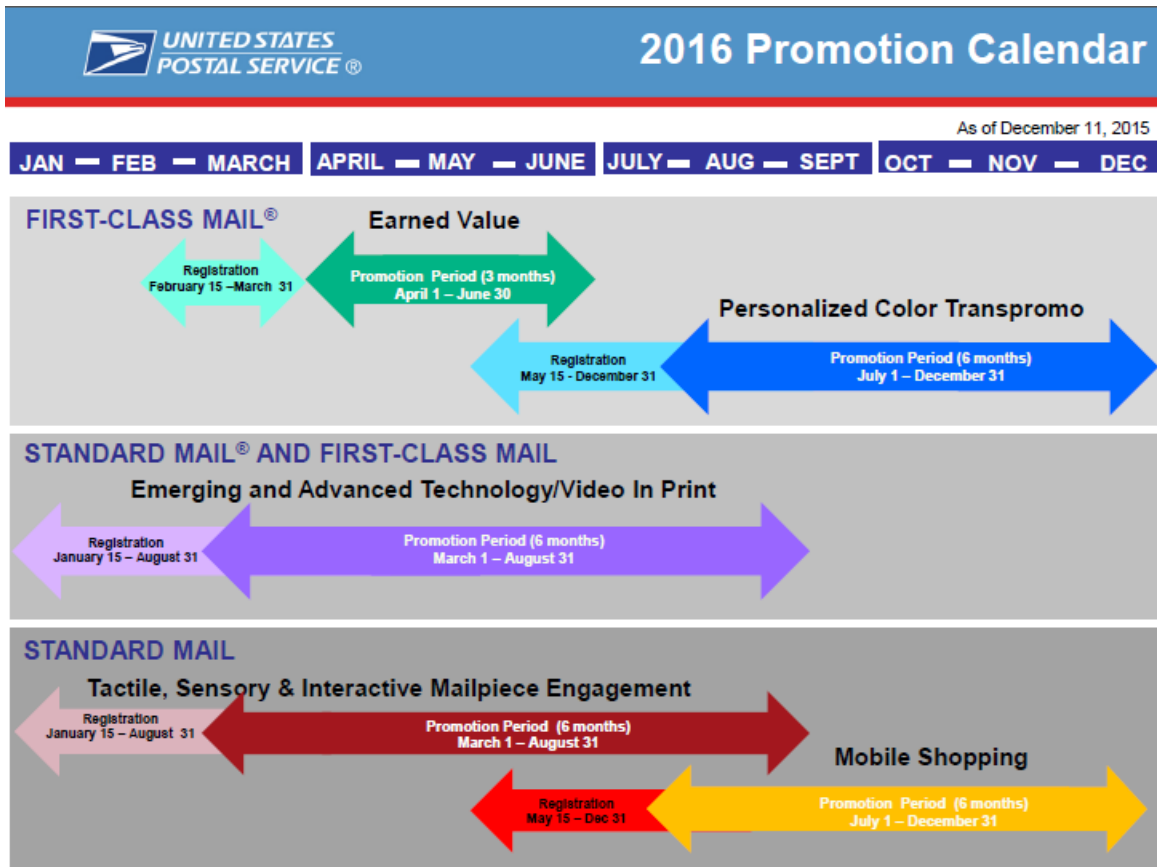 UNITED STATES
POSTAL SERVICE ®
2016 Promotion Calendar
As of December 11, 2015
JAN — FEB — MARCH APRIL — MAY — JUNE JULY — AUG — SEPT OCT — NOV — DEC
FIRST-CLASS MAIL®
Earned Value
Registration
February 15 –March 31
Promotion Period (3 months)
April 1 – June 30
Personalized Color Transpromo
Registration
May 15 - December 31
Promotion Period (6 months)
July 1 – December 31
STANDARD MAIL® AND FIRST-CLASS MAIL
Emerging and Advanced Technology/Video In Print
Registration
January 15 – August 31
Promotion Period (6 months)
March 1 – August 31
STANDARD MAIL
Tactile, Sensory & Interactive Mailpiece Engagement
Registration
January 15 – August 31
Promotion Period (6 months)
March 1 – August 31
Mobile Shopping
Registration
May 15 – Dec 31
Promotion Period (6 months)
July 1 – December 31